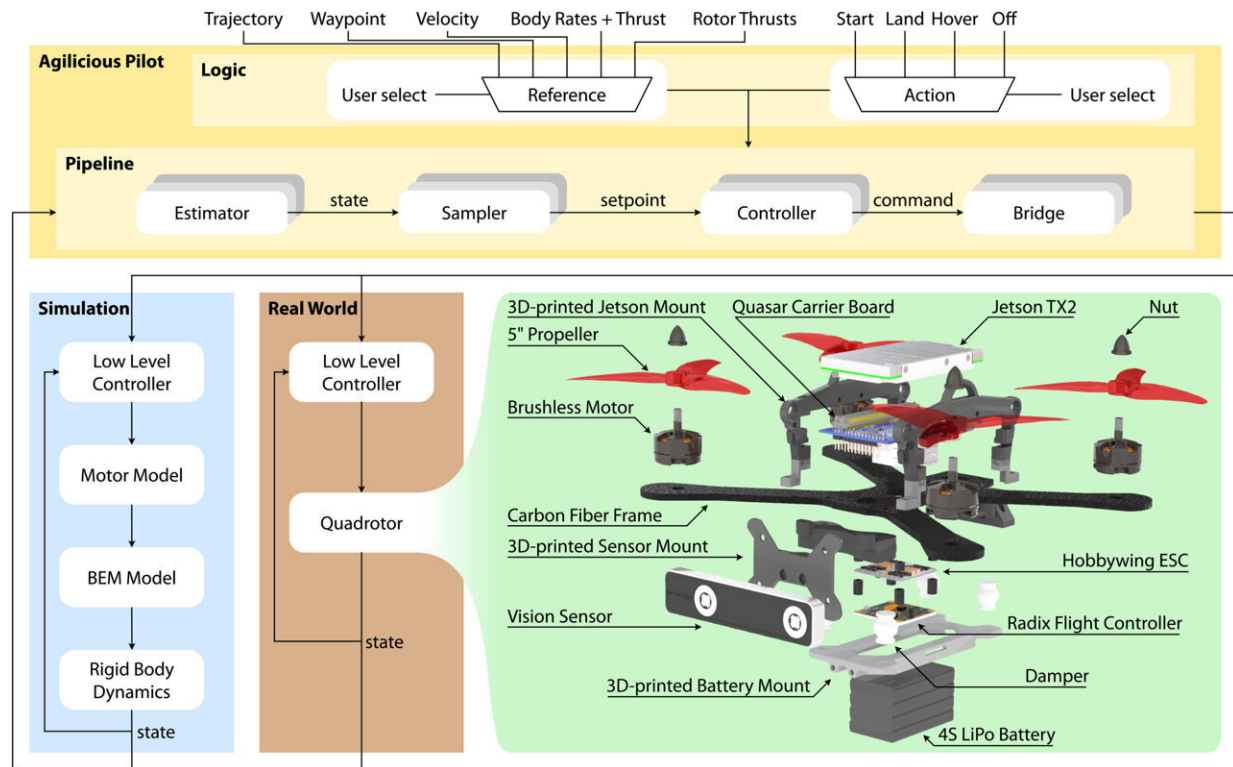 Trajectory
Waypoint
Velocity
Body Rates + Thrust
Rotor Thrusts
Start
Land
Hover
Off
Agilicious Pilot
Logic
User select
Reference
Action
User select
Pipeline
Estimator
state
Sampler
setpoint
Controller
command
Bridge
Simulation
Low Level
Controller
Motor Model
BEM Model
Rigid Body
Dynamics
state
Real World
Low Level
Controller
Quadrotor
state
3D-printed Jetson Mount
Quasar Carrier Board
Jetson TX2
Nut
5" Propeller
Brushless Motor
Carbon Fiber Frame
3D-printed Sensor Mount
Hobbywing ESC
Vision Sensor
Radix Flight Controller
3D-printed Battery Mount
Damper
4S LiPo Battery